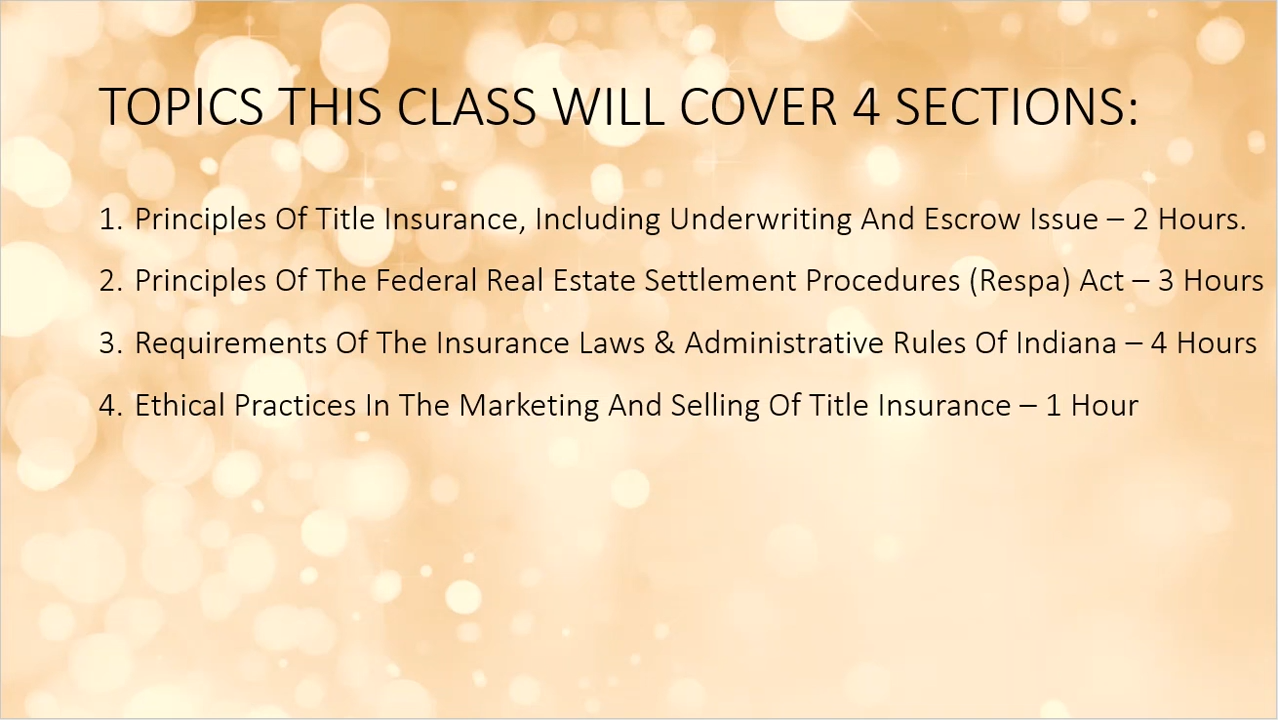 TOPICS THIS CLASS WILL COVER 4 SECTIONS:
1. Principles Of Title Insurance, Including Underwriting And Escrow Issue – 2 Hours.
2. Principles Of The Federal Real Estate Settlement Procedures (Respa) Act – 3 Hours
3. Requirements Of The Insurance Laws & Administrative Rules Of Indiana – 4 Hours
4. Ethical Practices In The Marketing And Selling Of Title Insurance – 1 Hour